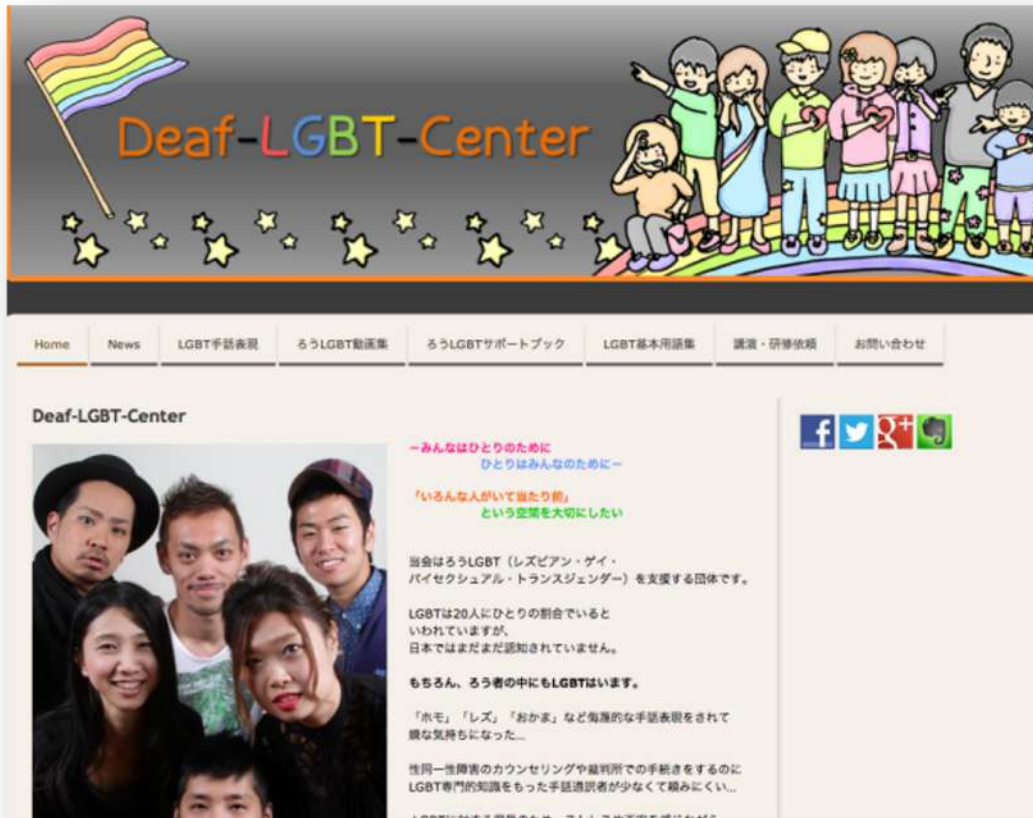 Deaf-LGBT-Center
Home
News
LGBT手話表現
ろうLGBT動画集
ろうLGBTサポートブック
LGBT基本用語集
講演・研修依頼
お問い合わせ
Deaf-LGBT-Center
ーみんなはひとりのために
ひとりはみんなのためにー
「いろんな人がいて当たり前」
という空間を大切にしたい
当会はろうLGBT（レズビアン・ゲイ・
バイセクシュアル・トランスジェンダー）を支援する団体です。
LGBTは20人にひとりの割合でいると
いわれていますが、
日本ではまだまだ認知されていません。
もちろん、ろう者の中にもLGBTはいます。
「ホモ」「レズ」「おかま」など侮蔑的な手話表現をされて
嫌な気持ちになった...
性同一性障害のカウンセリングや裁判所での手続きをするのに
LGBT専門的知識をもった手話通訳者が少なくて頼みにくい...